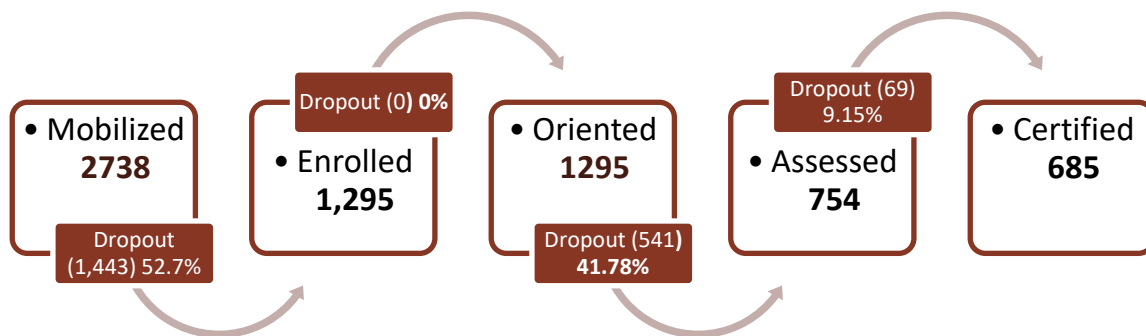 • Mobilized
2738
Dropout
(1,443) 52.7%
Dropout (0) 0%
• Enrolled
1,295
• Oriented
1295
Dropout (541)
41.78%
Dropout (69)
9.15%
• Assessed
754
• Certified
685